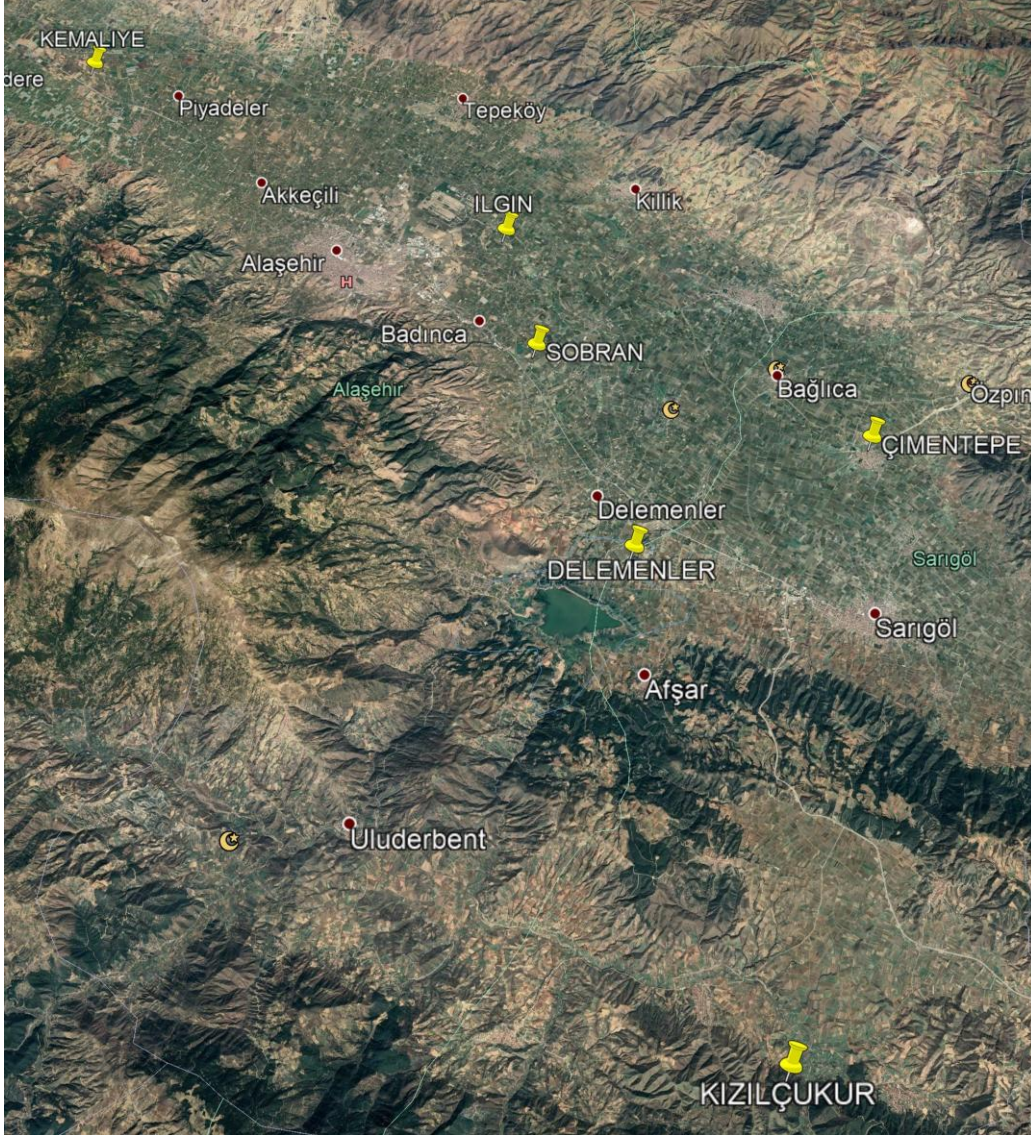 KEMALIYE
dere
Piyadeler
Tepeköy
Akkeçili
ILGIN
Killik
Alaşehir
H
Badınca
SOBRAN
Alaşehir
Bağlıca
Özpın
ÇIMENTEPE
Delemenler
DELEMENLER
Sarıgöl
Sarıgöl
Afşar
Uluderbent
KIZILÇUKUR